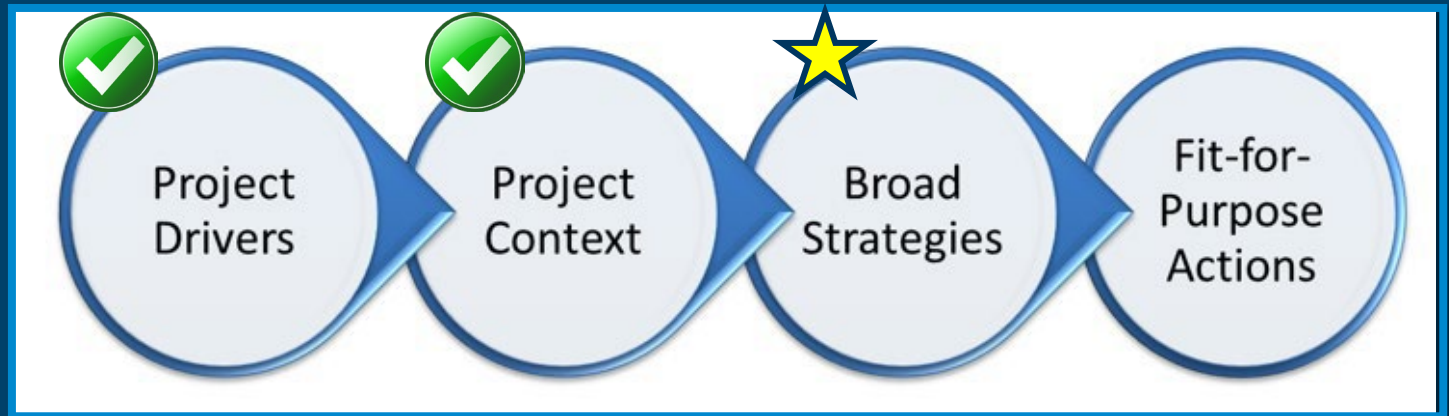 Project
Drivers
Project
Context
Broad
Strategies
Fit-for-
Purpose
Actions